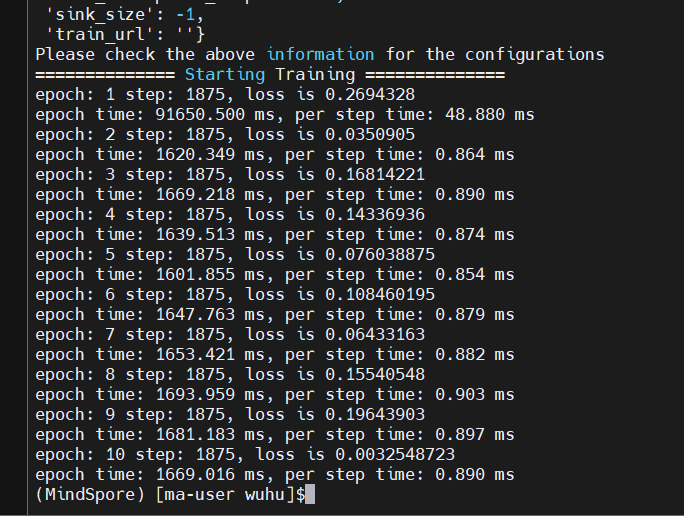 'sink_size': -1,
'train_url': ''}
Please check the above information for the configurations
============== Starting Training ==============
epoch: 1 step: 1875, loss is 0.2694328
epoch time: 91650.500 ms, per step time: 48.880 ms
epoch: 2 step: 1875, loss is 0.0350905
epoch time: 1620.349 ms, per step time: 0.864 ms
epoch: 3 step: 1875, loss is 0.16814221
epoch time: 1669.218 ms, per step time: 0.890 ms
epoch: 4 step: 1875, loss is 0.14336936
epoch time: 1639.513 ms, per step time: 0.874 ms
epoch: 5 step: 1875, loss is 0.076038875
epoch time: 1601.855 ms, per step time: 0.854 ms
epoch: 6 step: 1875, loss is 0.108460195
epoch time: 1647.763 ms, per step time: 0.879 ms
epoch: 7 step: 1875, loss is 0.06433163
epoch time: 1653.421 ms, per step time: 0.882 ms
epoch: 8 step: 1875, loss is 0.15540548
epoch time: 1693.959 ms, per step time: 0.903 ms
epoch: 9 step: 1875, loss is 0.19643903
epoch time: 1681.183 ms, per step time: 0.897 ms
epoch: 10 step: 1875, loss is 0.0032548723
epoch time: 1669.016 ms, per step time: 0.890 ms
(MindSpore) [ma-user wuhu]$